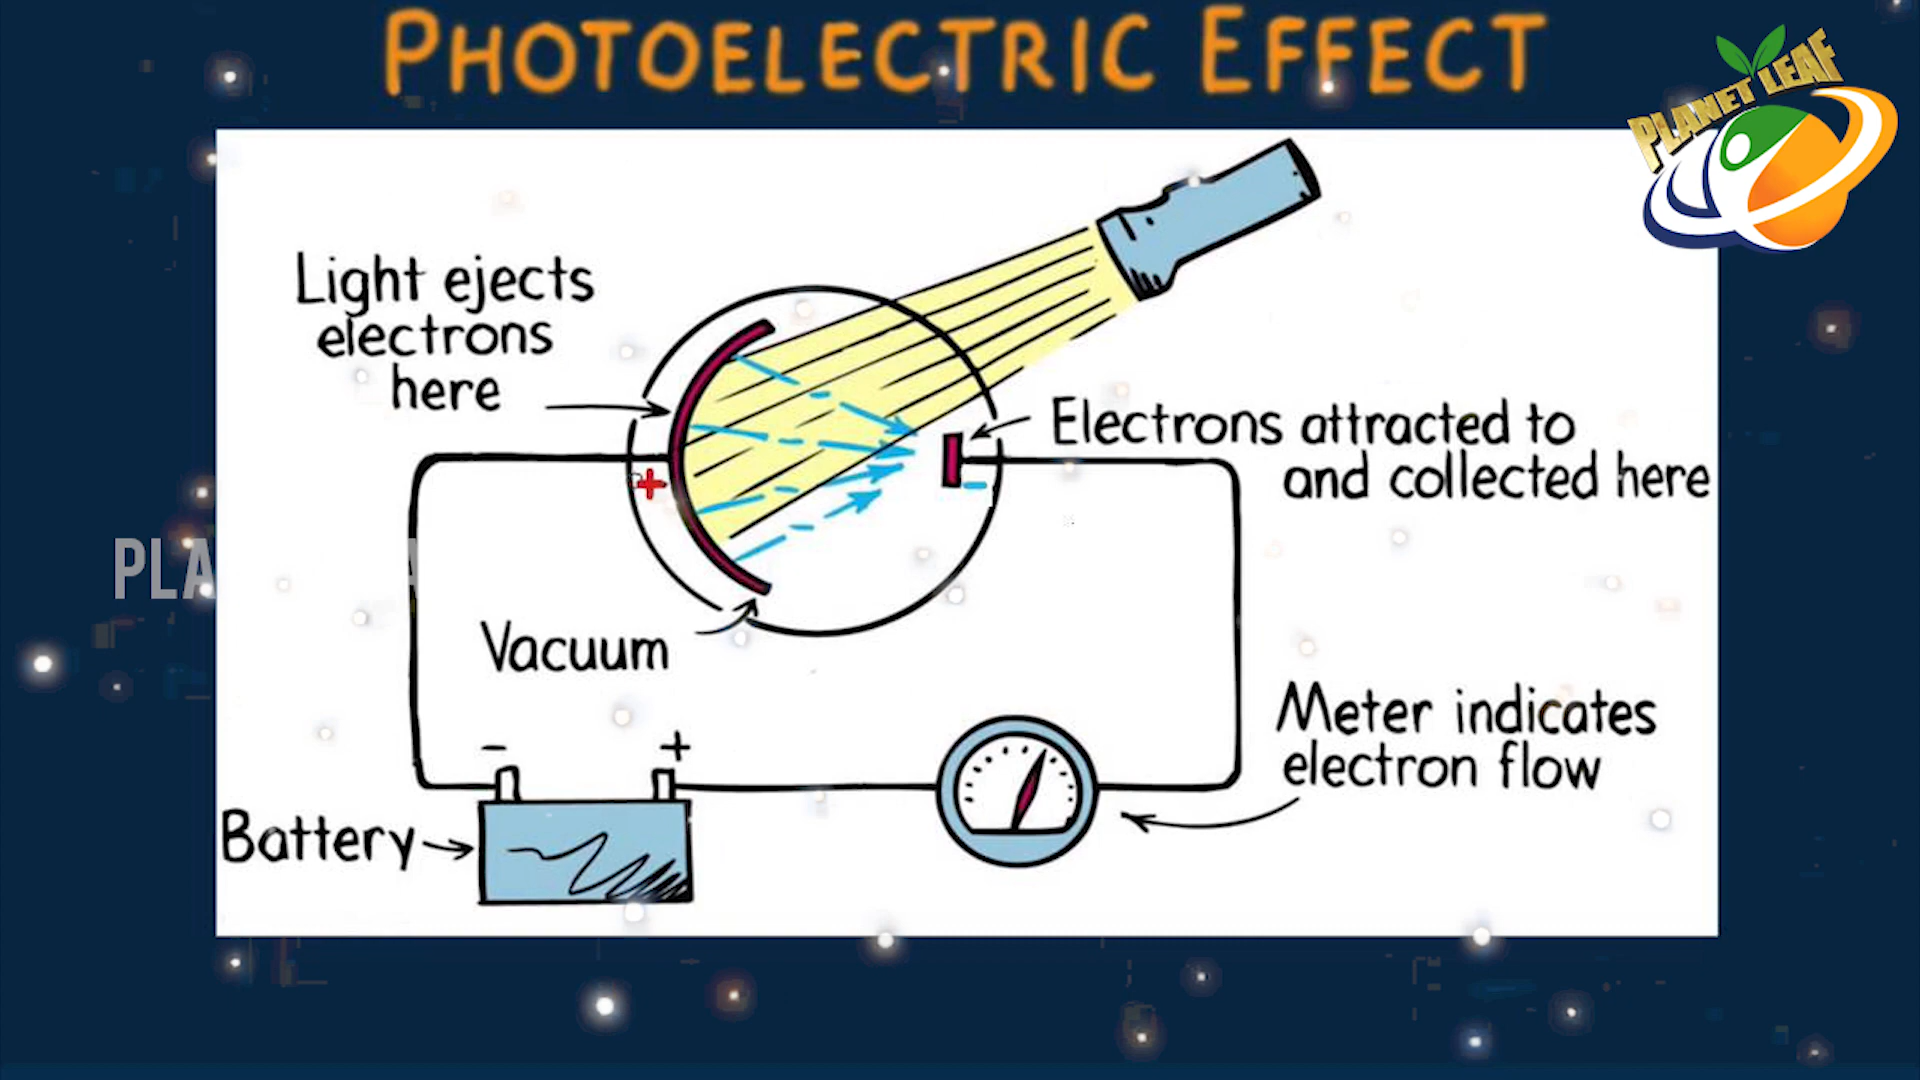 PHOTOELECTRIC EFFECT
PLANET LEAF
Light ejects
electrons
here
Electrons attracted to
and collected here
+
-
Vacuum
- +
Meter indicates
electron flow
Battery